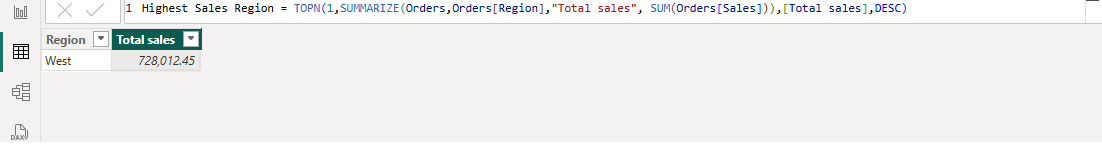 1 Highest Sales Region = TOPN(1,SUMMARIZE(Orders,Orders[Region],"Total sales", SUM(Orders[Sales])),[Total sales],DESC)
Region Total sales
West 728,012.45
DAX